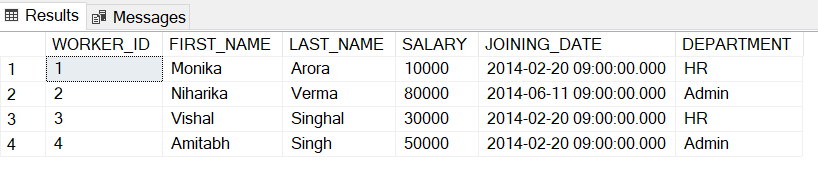 Results Messages
WORKER_ID FIRST_NAME LAST_NAME SALARY JOINING_DATE DEPARTMENT
1 1 Monika Arora 10000 2014-02-20 09:00:00.000 HR
2 2 Niharika Verma 80000 2014-06-11 09:00:00.000 Admin
3 3 Vishal Singhal 30000 2014-02-20 09:00:00.000 HR
4 4 Amitabh Singh 50000 2014-02-20 09:00:00.000 Admin